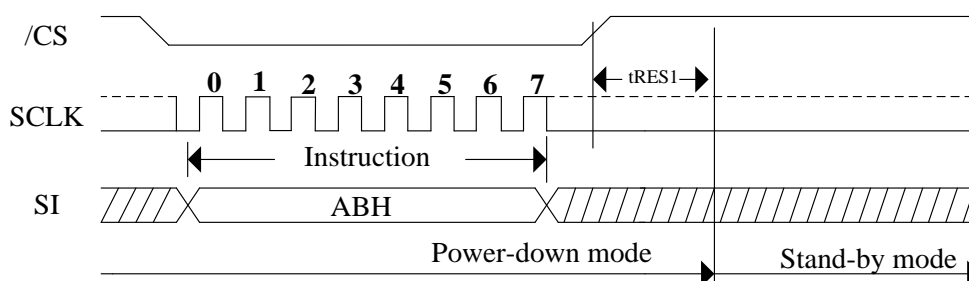 /CS
tRES1
0 1 2 3 4 5 6 7
SCLK
Instruction
SI
ABH
Power-down mode
Stand-by mode